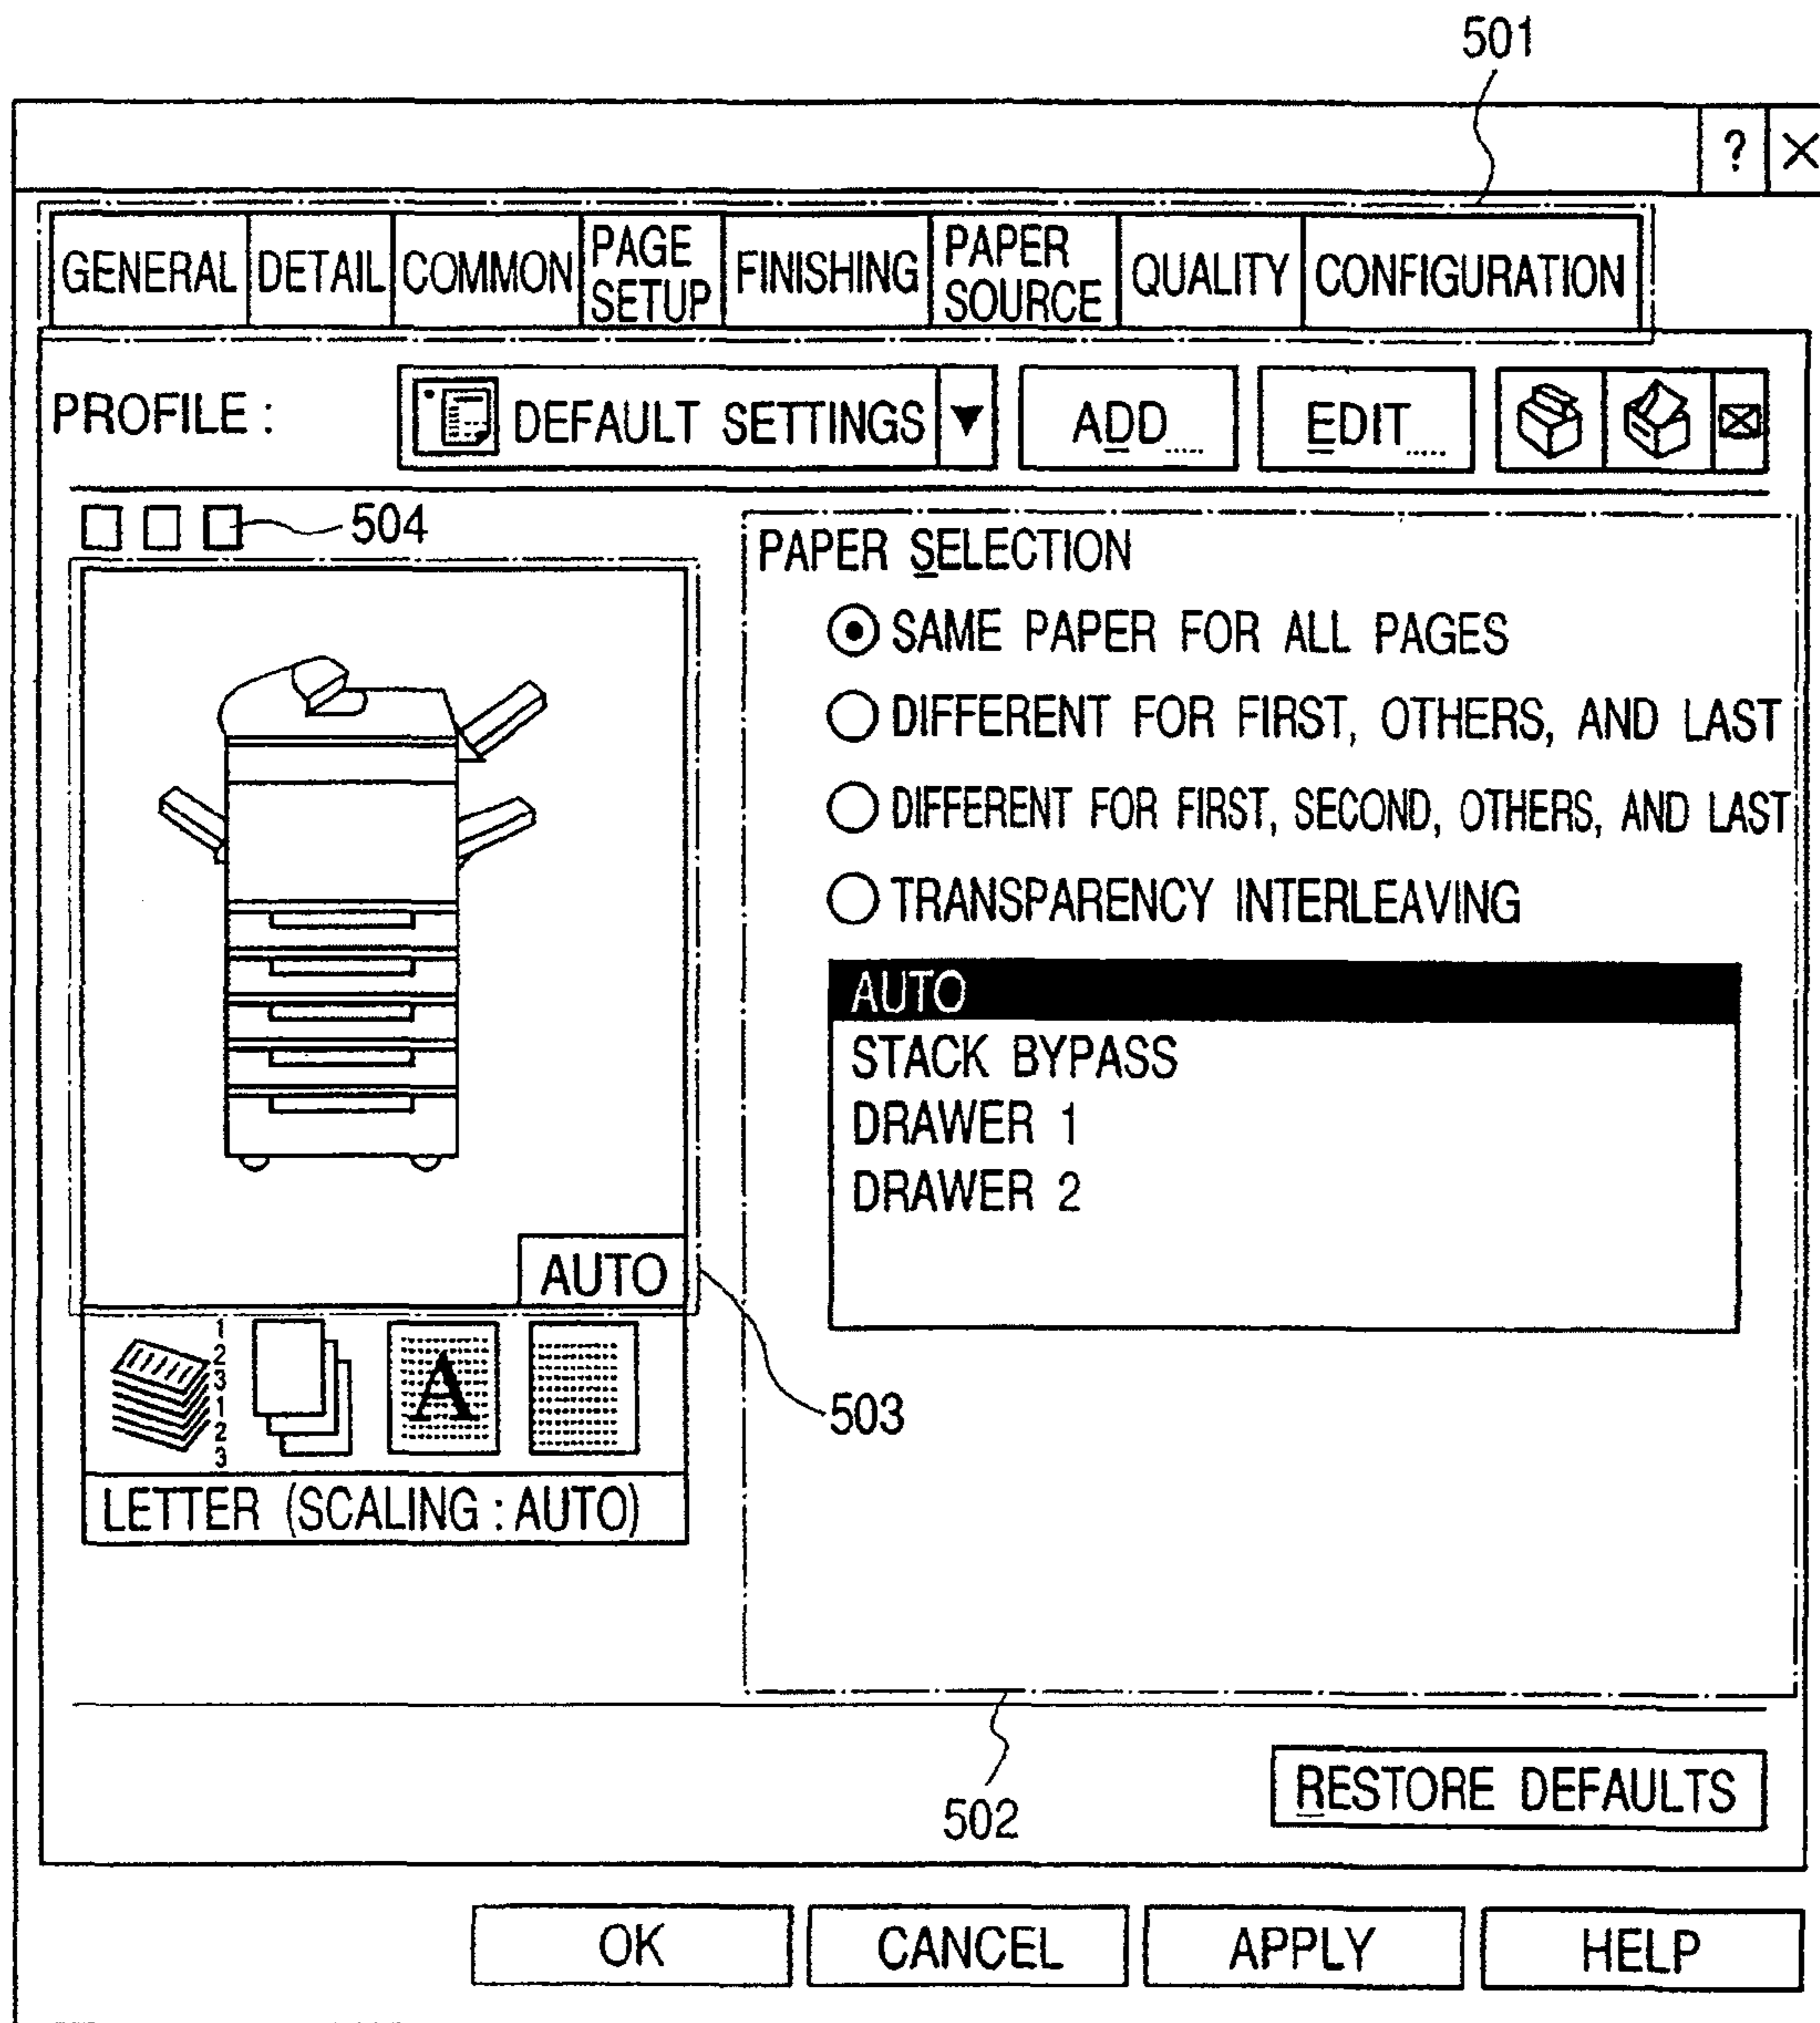 501
? ×
GENERAL DETAIL COMMON PAGE SETUP FINISHING PAPER SOURCE QUALITY CONFIGURATION
PROFILE : DEFAULT SETTINGS ▼ ADD... EDIT...
504
PAPER SELECTION
SAME PAPER FOR ALL PAGES
DIFFERENT FOR FIRST, OTHERS, AND LAST
DIFFERENT FOR FIRST, SECOND, OTHERS, AND LAST
TRANSPARENCY INTERLEAVING
AUTO
STACK BYPASS
DRAWER 1
DRAWER 2
AUTO
503
1
2
3
1
2
3
A
LETTER (SCALING : AUTO)
502
RESTORE DEFAULTS
OK CANCEL APPLY HELP